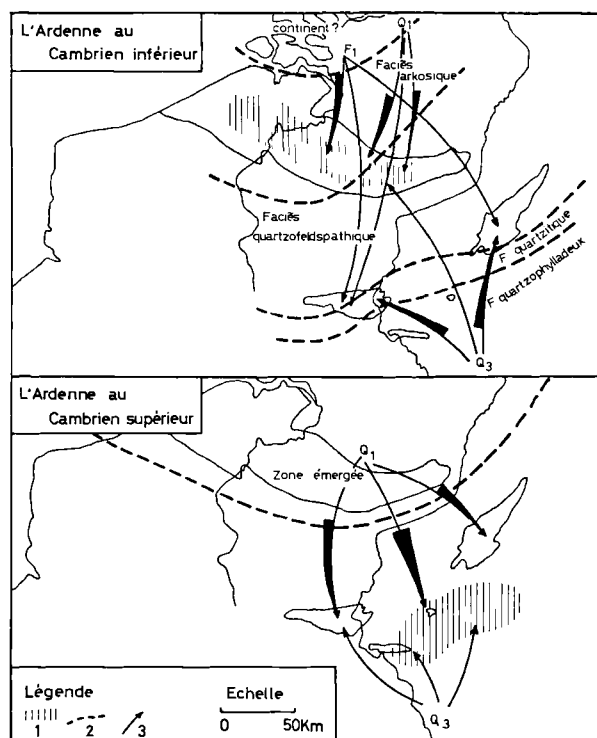 L'Ardenne au
Cambrien inférieur
continent?
F1
Q1
Faciès
arkosique
Faciès
quartzofeldspathique
F quartzitique
F quartzophylladeux
Q3
L'Ardenne au
Cambrien supérieur
Q1
Zone émergée
Q3
Légende
1
2
3
Echelle
0
50Km